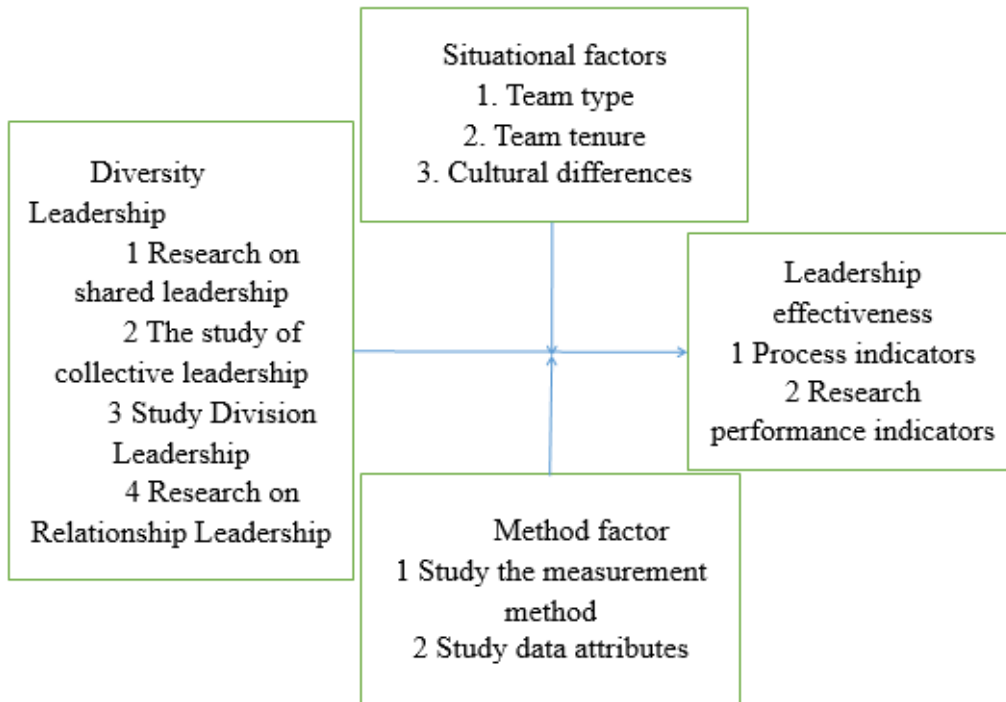 Situational factors
1. Team type
2. Team tenure
3. Cultural differences
Diversity
Leadership
1 Research on
shared leadership
2 The study of
collective leadership
3 Study Division
Leadership
4 Research on
Relationship Leadership
Leadership
effectiveness
1 Process indicators
2 Research
performance indicators
Method factor
1 Study the measurement
method
2 Study data attributes